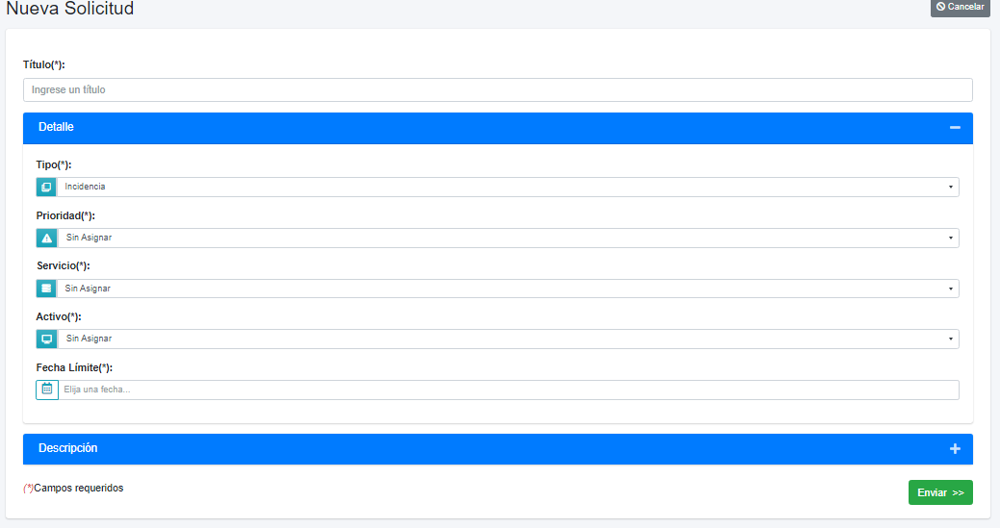 Nueva Solicitud
Cancelar
Título(*):
Ingrese un título
Detalle
Tipo(*):
Incidencia
Prioridad(*):
Sin Asignar
Servicio(*):
Sin Asignar
Activo(*):
Sin Asignar
Fecha Límite(*):
Elija una fecha...
Descripción
(*)Campos requeridos
Enviar >>